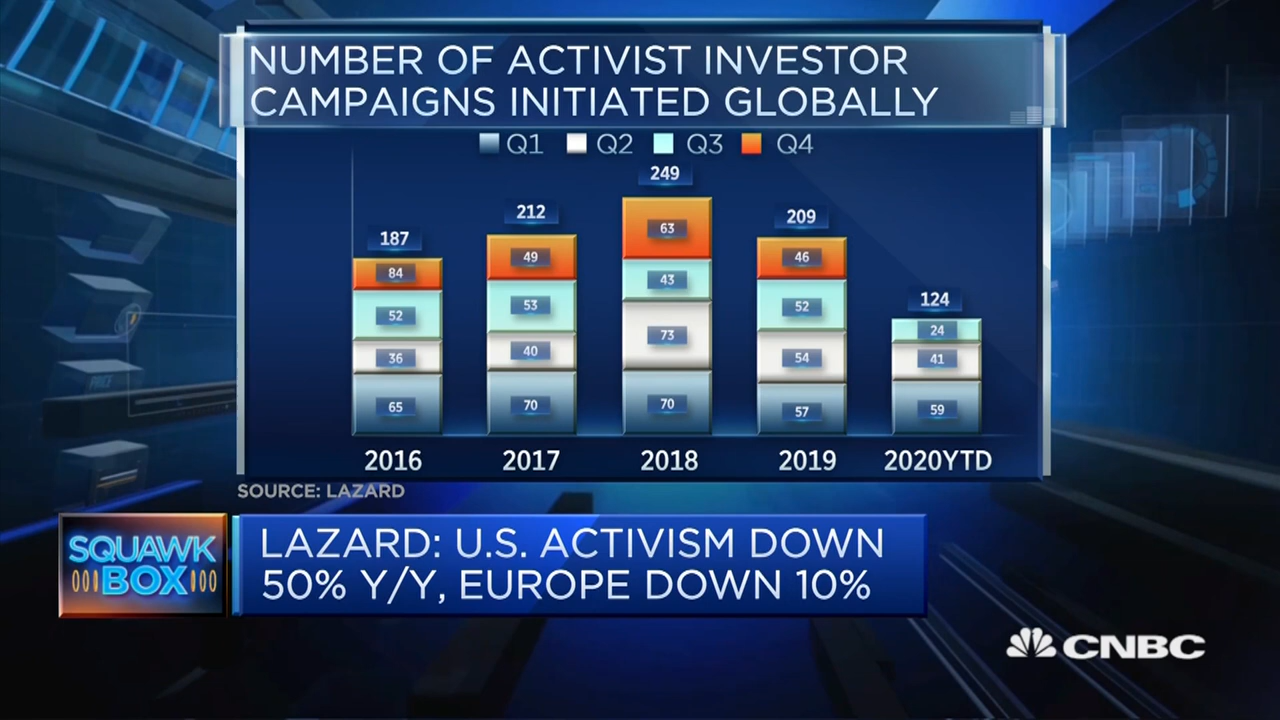 NUMBER OF ACTIVIST INVESTOR
CAMPAIGNS INITIATED GLOBALLY
Q1 Q2 Q3 Q4
187 212 249 209 124
84 49 63 46
52 53 43 52 24
36 40 73 54 41
65 70 70 57 59
2016 2017 2018 2019 2020YTD
SOURCE: LAZARD
SQUAWK
BOX
LAZARD: U.S. ACTIVISM DOWN
50% Y/Y, EUROPE DOWN 10%
CNBC